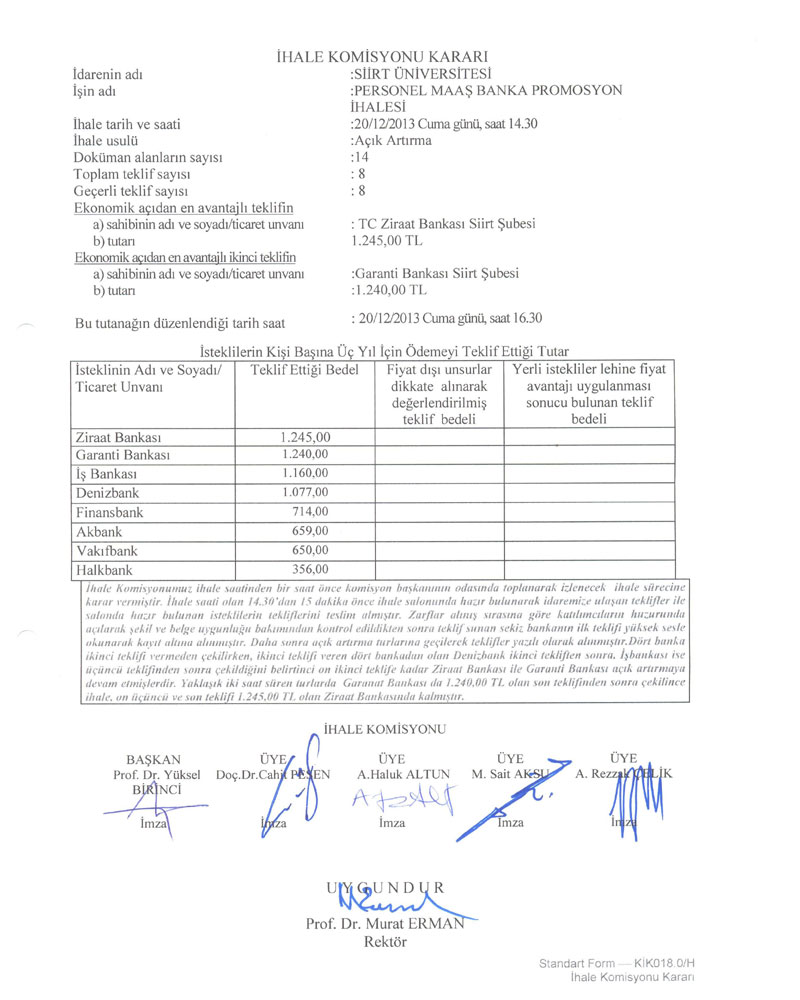 İHALE KOMİSYONU KARARI
İdarenin adı :SİİRT ÜNİVERSİTESİ
İşin adı :PERSONEL MAAŞ BANKA PROMOSYON
İHALESİ
İhale tarih ve saati :20/12/2013 Cuma günü, saat 14.30
İhale usulü :Açık Artırma
Doküman alanların sayısı :14
Toplam teklif sayısı : 8
Geçerli teklif sayısı : 8
Ekonomik açıdan en avantajlı teklifin
a) sahibinin adı ve soyadı/ticaret unvanı : TC Ziraat Bankası Siirt Şubesi
b) tutarı 1.245,00 TL
Ekonomik açıdan en avantajlı ikinci teklifin
a) sahibinin adı ve soyadı/ticaret unvanı :Garanti Bankası Siirt Şubesi
b) tutarı :1.240,00 TL
Bu tutanağın düzenlendiği tarih saat : 20/12/2013 Cuma günü, saat 16.30
İsteklilerin Kişi Başına Üç Yıl İçin Ödemeyi Teklif Ettiği Tutar
İsteklinin Adı ve Soyadı/ Teklif Ettiği Bedel Fiyat dışı unsurlar Yerli istekliler lehine fiyat
Ticaret Unvanı dikkate alınarak avantajı uygulanması
değerlendirilmiş sonucu bulunan teklif
teklif bedeli bedeli
Ziraat Bankası 1.245,00
Garanti Bankası 1.240,00
İş Bankası 1.160,00
Denizbank 1.077,00
Finansbank 714,00
Akbank 659,00
Vakıfbank 650,00
Halkbank 356,00
İhale Komisyonumuz ihale saatinden bir saat önce komisyon başkanının odasında toplanarak izlenecek ihale sürecine
karar vermiştir. İhale saati olan 14.30'dan 15 dakika önce ihale salonunda hazır bulunarak idaremize ulaşan teklifler ile
salonda hazır bulunan isteklilerin tekliflerini teslim almıştır. Zarflar alınış sırasına göre katılımcıların huzurunda
açılarak şekil ve belge uygunluğu bakımından kontrol edildikten sonra teklif sunan sekiz bankanın ilk teklifi yüksek sesle
okunarak kayıt altına alınmıştır. Daha sonra açık artırma turlarına geçilerek teklifler yazılı olarak alınmıştır.Dört banka
ikinci teklifi vermeden çekilirken, ikinci teklifi veren dört bankadan olan Denizbank ikinci tekliften sonra, İşbankası ise
üçüncü teklifinden sonra çekildiğini belirtinci on ikinci teklife kadar Ziraat Bankası ile Garanti Bankası açık artırmaya
devam etmişlerdir. Yaklaşık iki saat süren turlarda Garanat Bankası da 1.240,00 TL olan son teklifinden sonra çekilince
ihale, on üçüncü ve son teklifi 1.245,00 TL olan Ziraat Bankasında kalmıştır.
İHALE KOMİSYONU
BAŞKAN ÜYE ÜYE ÜYE ÜYE
Prof. Dr. Yüksel Doç.Dr.Cahit PEŞEN A.Haluk ALTUN M. Sait AKSU A. Rezzak ÇELİK
BİRİNCİ
İmza İmza İmza İmza İmza
UYGUNDUR
Prof. Dr. Murat ERMAN
Rektör
Standart Form — KİK018.0/H
İhale Komisyonu Kararı